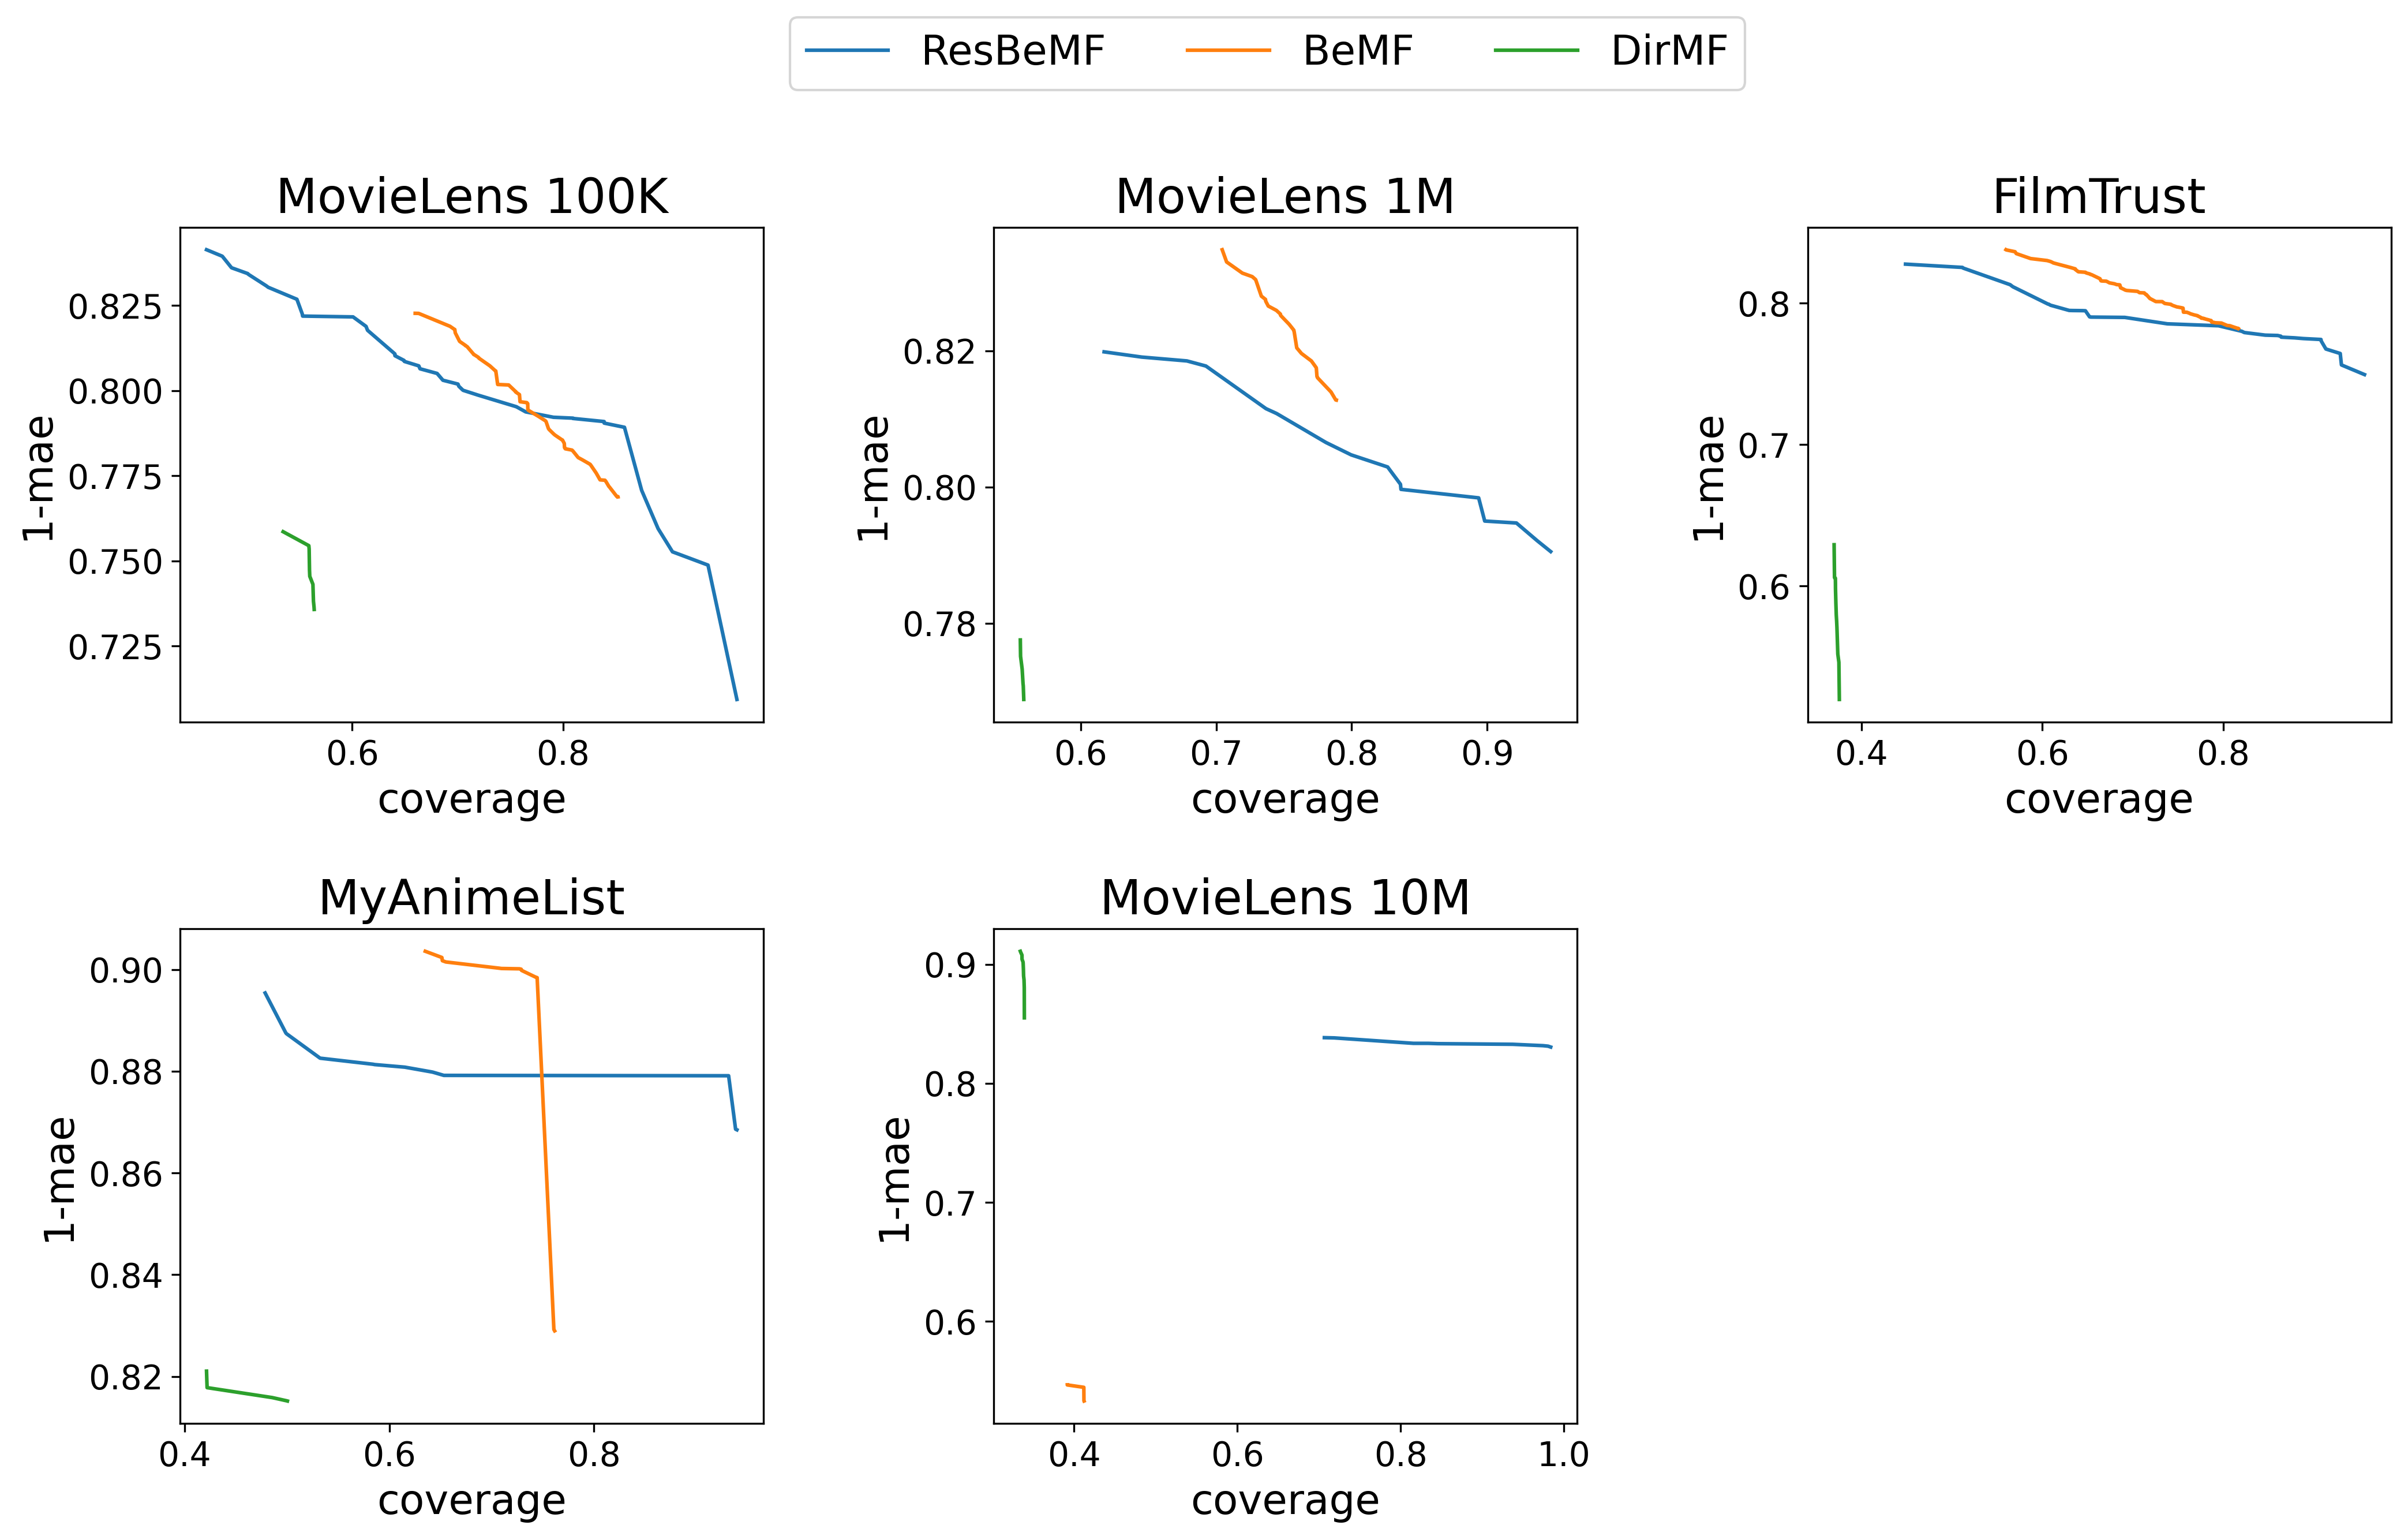 ResBeMF BeMF DirMF
MovieLens 100K
1-mae
0.825
0.800
0.775
0.750
0.725
0.6 0.8
coverage
MovieLens 1M
1-mae
0.82
0.80
0.78
0.6 0.7 0.8 0.9
coverage
FilmTrust
1-mae
0.8
0.7
0.6
0.4 0.6 0.8
coverage
MyAnimeList
1-mae
0.90
0.88
0.86
0.84
0.82
0.4 0.6 0.8
coverage
MovieLens 10M
1-mae
0.9
0.8
0.7
0.6
0.4 0.6 0.8 1.0
coverage